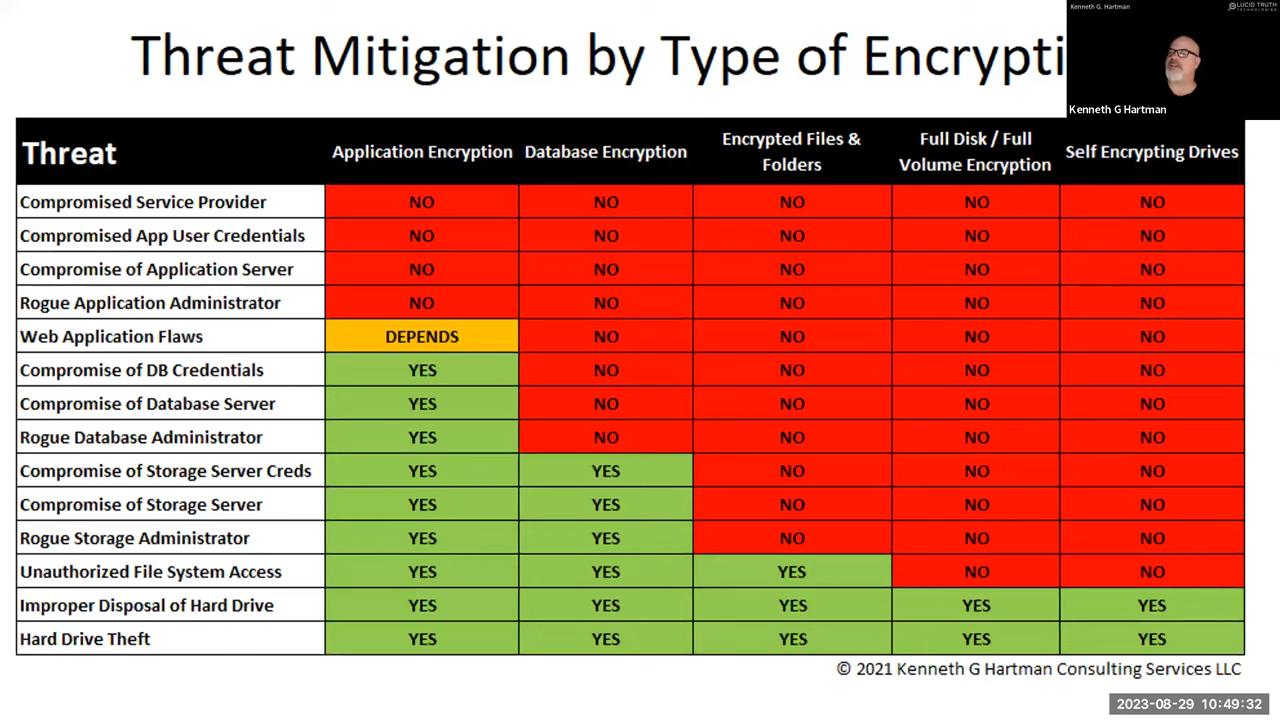 Kenneth G. Hartman
LUCID TRUTH
TECHNOLOGIES
Threat Mitigation by Type of Encrypti
Kenneth G Hartman
Threat Application Encryption Database Encryption Encrypted Files & Folders Full Disk / Full Volume Encryption Self Encrypting Drives
Compromised Service Provider NO NO NO NO NO
Compromised App User Credentials NO NO NO NO NO
Compromise of Application Server NO NO NO NO NO
Rogue Application Administrator NO NO NO NO NO
Web Application Flaws DEPENDS NO NO NO NO
Compromise of DB Credentials YES NO NO NO NO
Compromise of Database Server YES NO NO NO NO
Rogue Database Administrator YES NO NO NO NO
Compromise of Storage Server Creds YES YES NO NO NO
Compromise of Storage Server YES YES NO NO NO
Rogue Storage Administrator YES YES NO NO NO
Unauthorized File System Access YES YES YES NO NO
Improper Disposal of Hard Drive YES YES YES YES YES
Hard Drive Theft YES YES YES YES YES
© 2021 Kenneth G Hartman Consulting Services LLC
2023-08-29 10:49:32